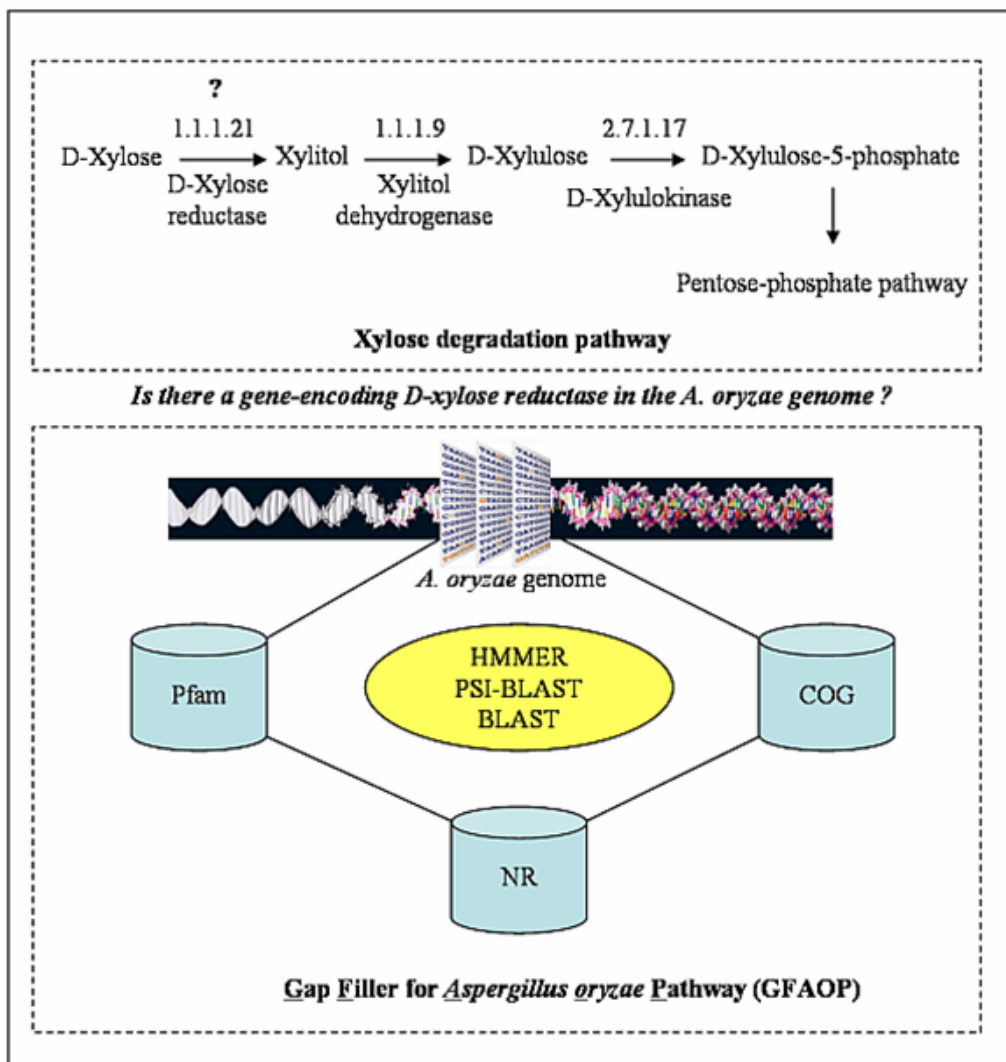 ?
1.1.1.21 1.1.1.9 2.7.1.17
D-Xylose Xylitol D-Xylulose D-Xylulose-5-phosphate
D-Xylose Xylitol D-Xylulokinase
reductase dehydrogenase
Pentose-phosphate pathway
Xylose degradation pathway
Is there a gene-encoding D-xylose reductase in the A. oryzae genome ?
A. oryzae genome
HMMER
Pfam PSI-BLAST COG
BLAST
NR
Gap Filler for Aspergillus oryzae Pathway (GFAOP)